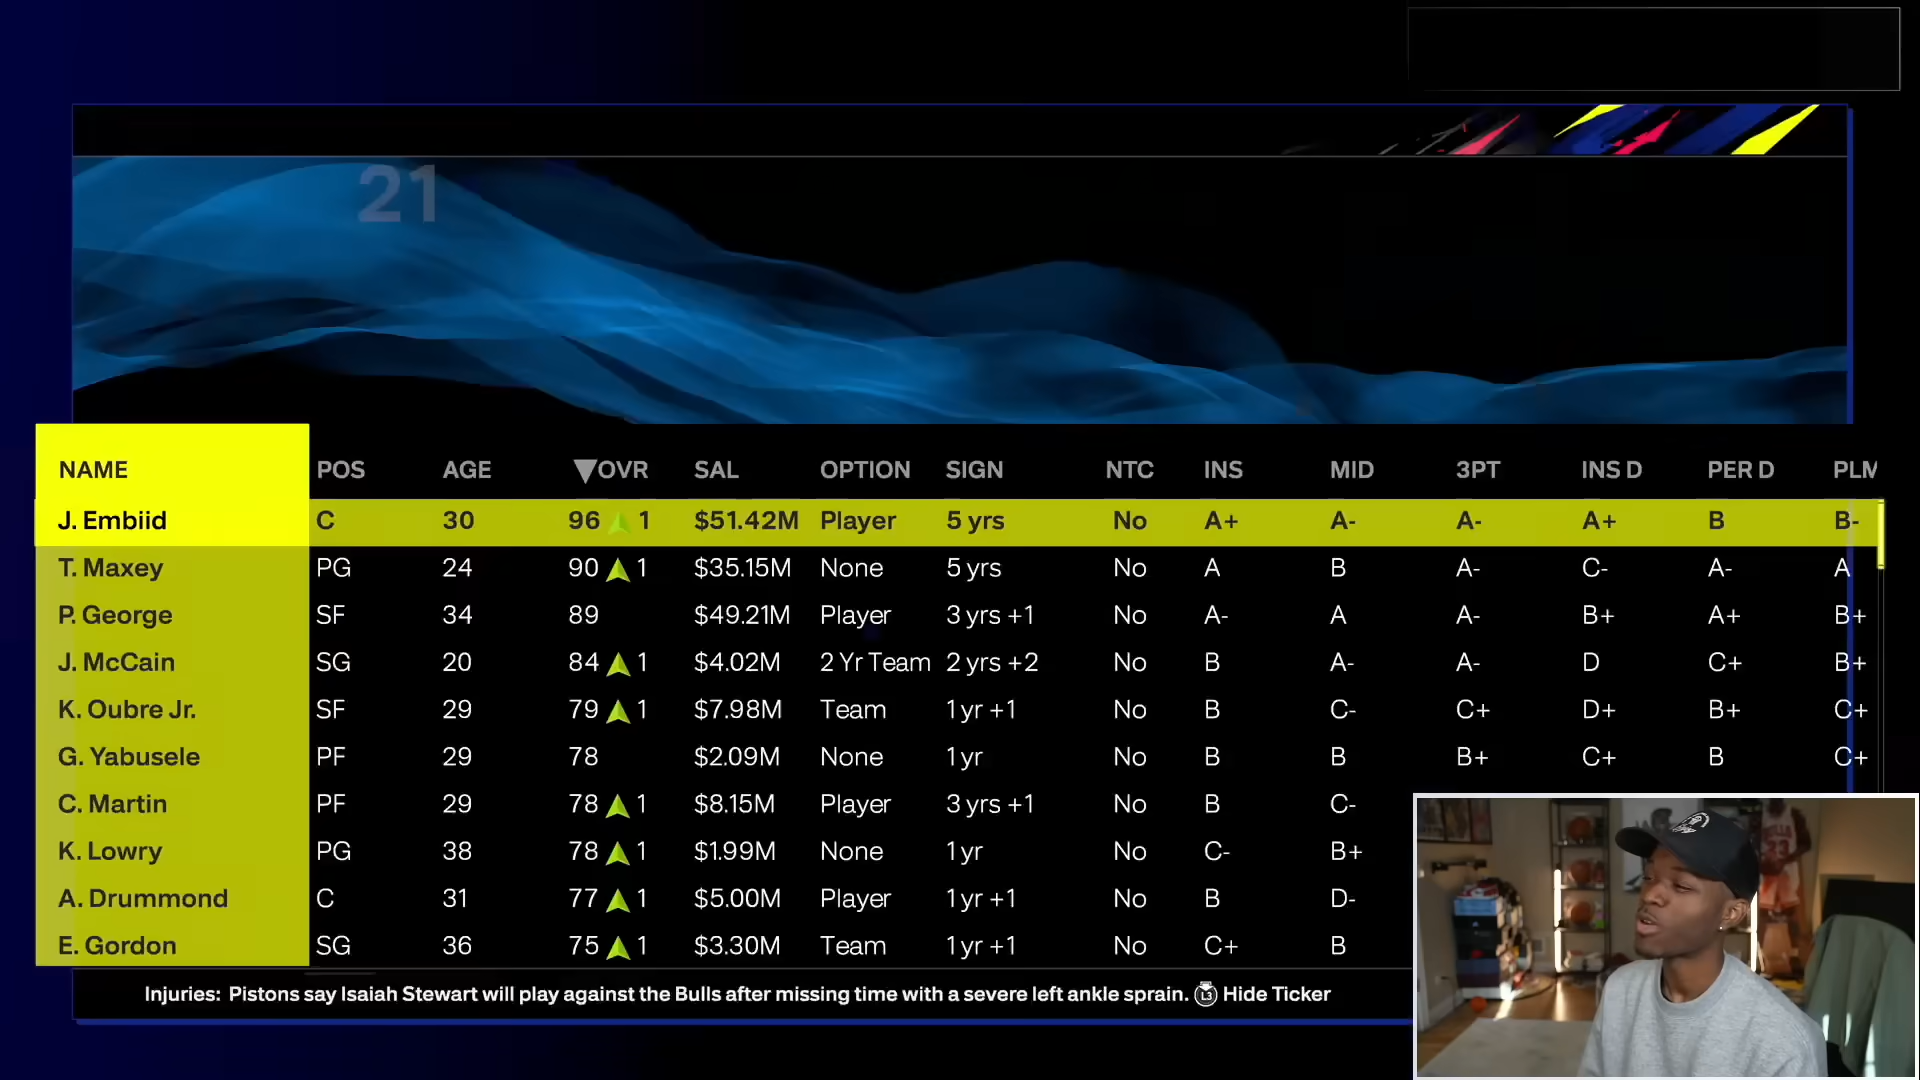 21
NAME POS AGE OVR SAL OPTION SIGN NTC INS MID 3PT INS D PER D PLM
J. Embiid C 30 96 1 $51.42M Player 5 yrs No A+ A- A- A+ B B-
T. Maxey PG 24 90 1 $35.15M None 5 yrs No A B A- C- A- A
P. George SF 34 89 $49.21M Player 3 yrs +1 No A- A A- B+ A+ B+
J. McCain SG 20 84 1 $4.02M 2 Yr Team 2 yrs +2 No B A- A- D C+ B+
K. Oubre Jr. SF 29 79 1 $7.98M Team 1 yr +1 No B C- C+ D+ B+ C+
G. Yabusele PF 29 78 $2.09M None 1 yr No B B B+ C+ B C+
C. Martin PF 29 78 1 $8.15M Player 3 yrs +1 No B C-
K. Lowry PG 38 78 1 $1.99M None 1 yr No C- B+
A. Drummond C 31 77 1 $5.00M Player 1 yr +1 No B D-
E. Gordon SG 36 75 1 $3.30M Team 1 yr +1 No C+ B
Injuries: Pistons say Isaiah Stewart will play against the Bulls after missing time with a severe left ankle sprain. L3 Hide Ticker